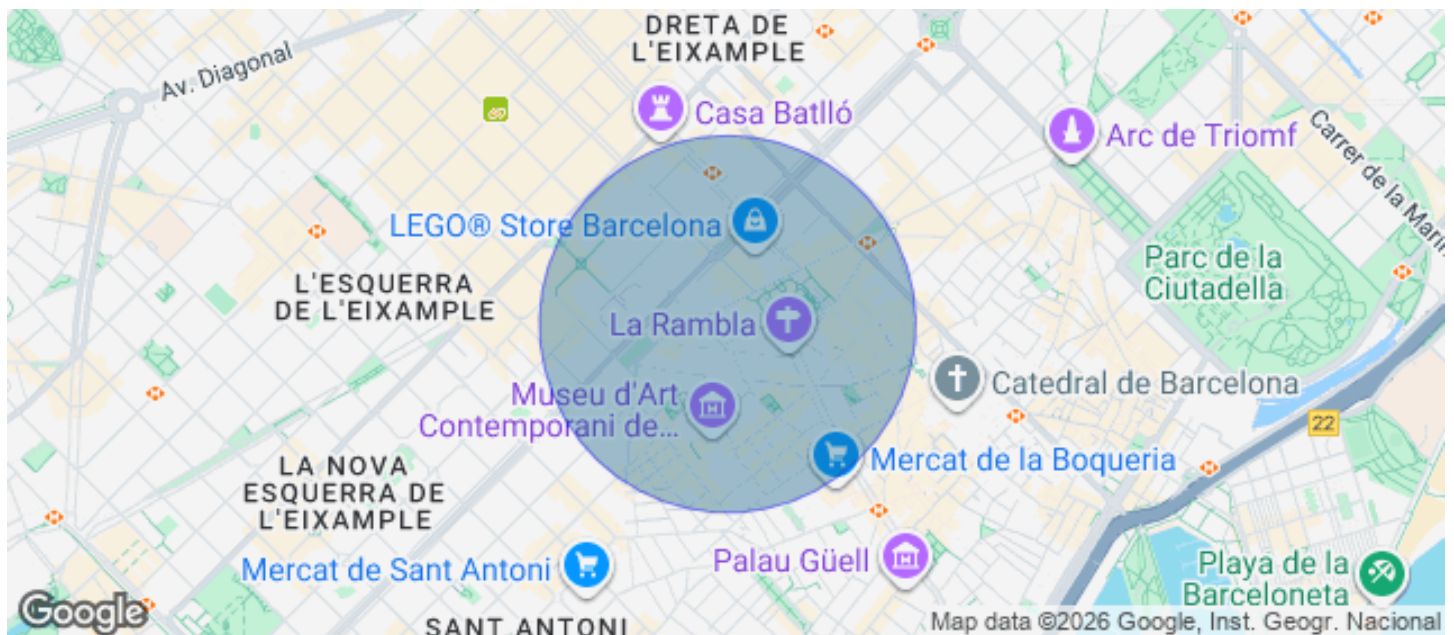 DRETA DE
L'EIXAMPLE
Av. Diagonal
Casa Batlló
Arc de Triomf
Carrer de la Marin
LEGO® Store Barcelona
L'ESQUERRA
DE L'EIXAMPLE
Parc de la
Ciutadella
La Rambla
Museu d'Art
Contemporani de...
Catedral de Barcelona
22
LA NOVA
ESQUERRA DE
L'EIXAMPLE
Mercat de la Boqueria
Mercat de Sant Antoni
Palau Güell
Playa de la
Barceloneta
Google
SANT ANTONI
Map data ©2026 Google, Inst. Geogr. Nacional